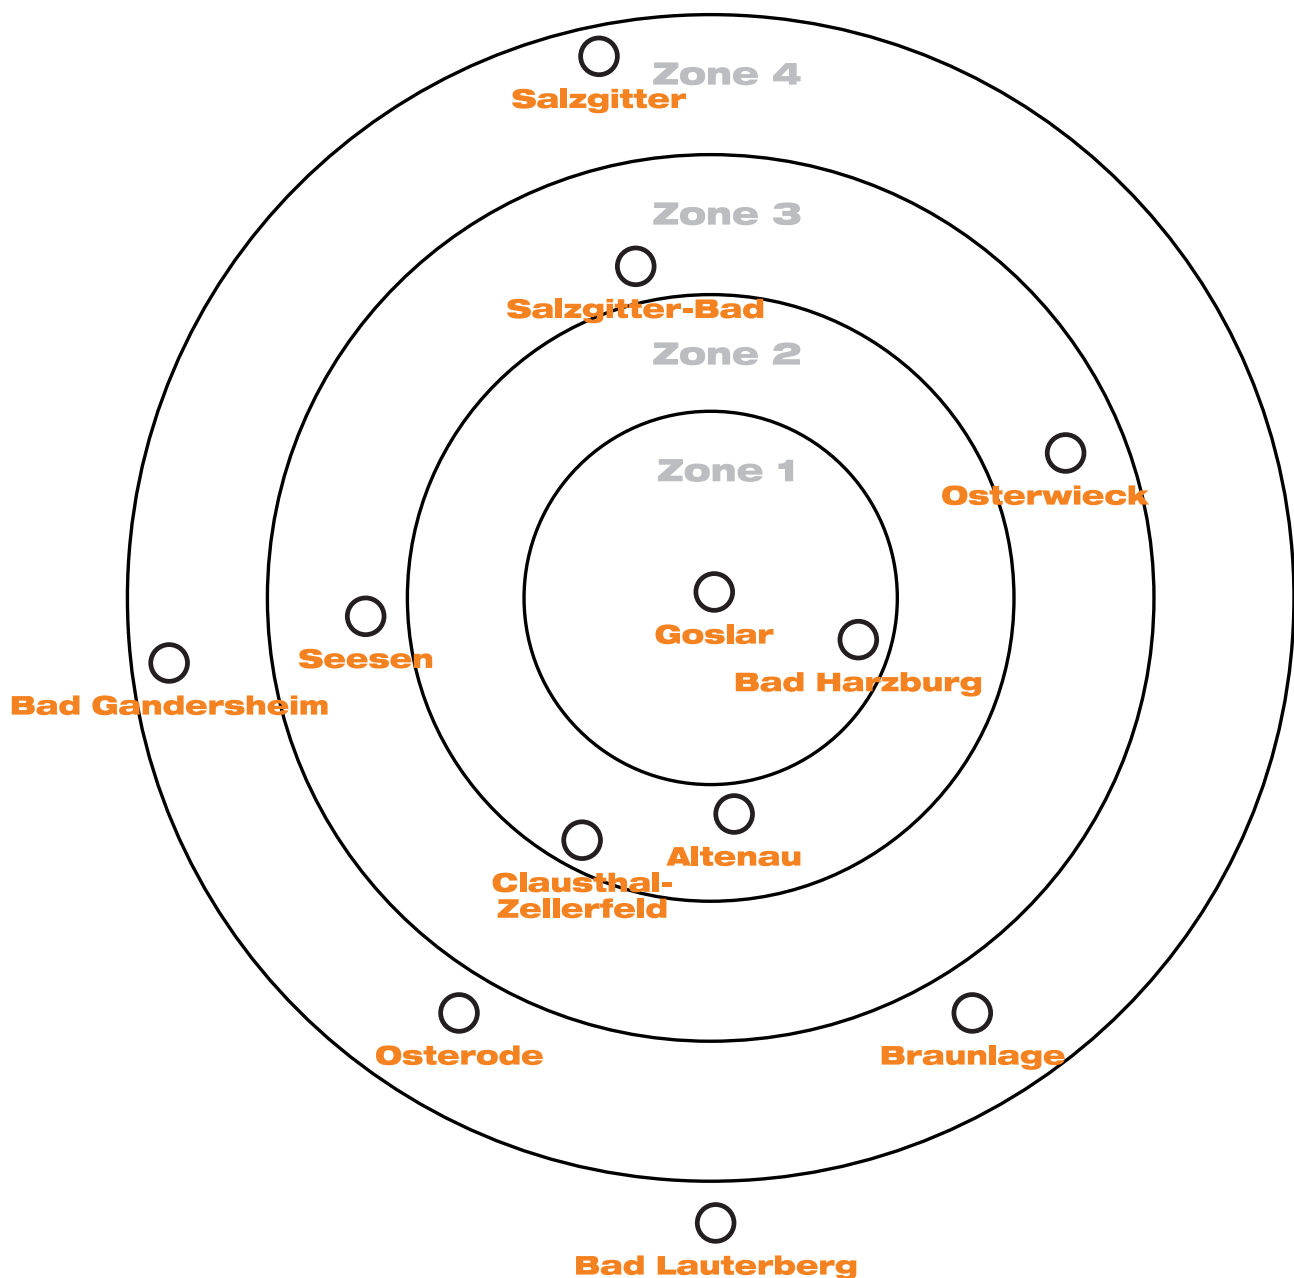 Zone 4
Salzgitter
Zone 3
Salzgitter-Bad
Zone 2
Zone 1
Osterwieck
Goslar
Seesen
Bad Harzburg
Bad Gandersheim
Altenau
Clausthal-
Zellerfeld
Osterode
Braunlage
Bad Lauterberg